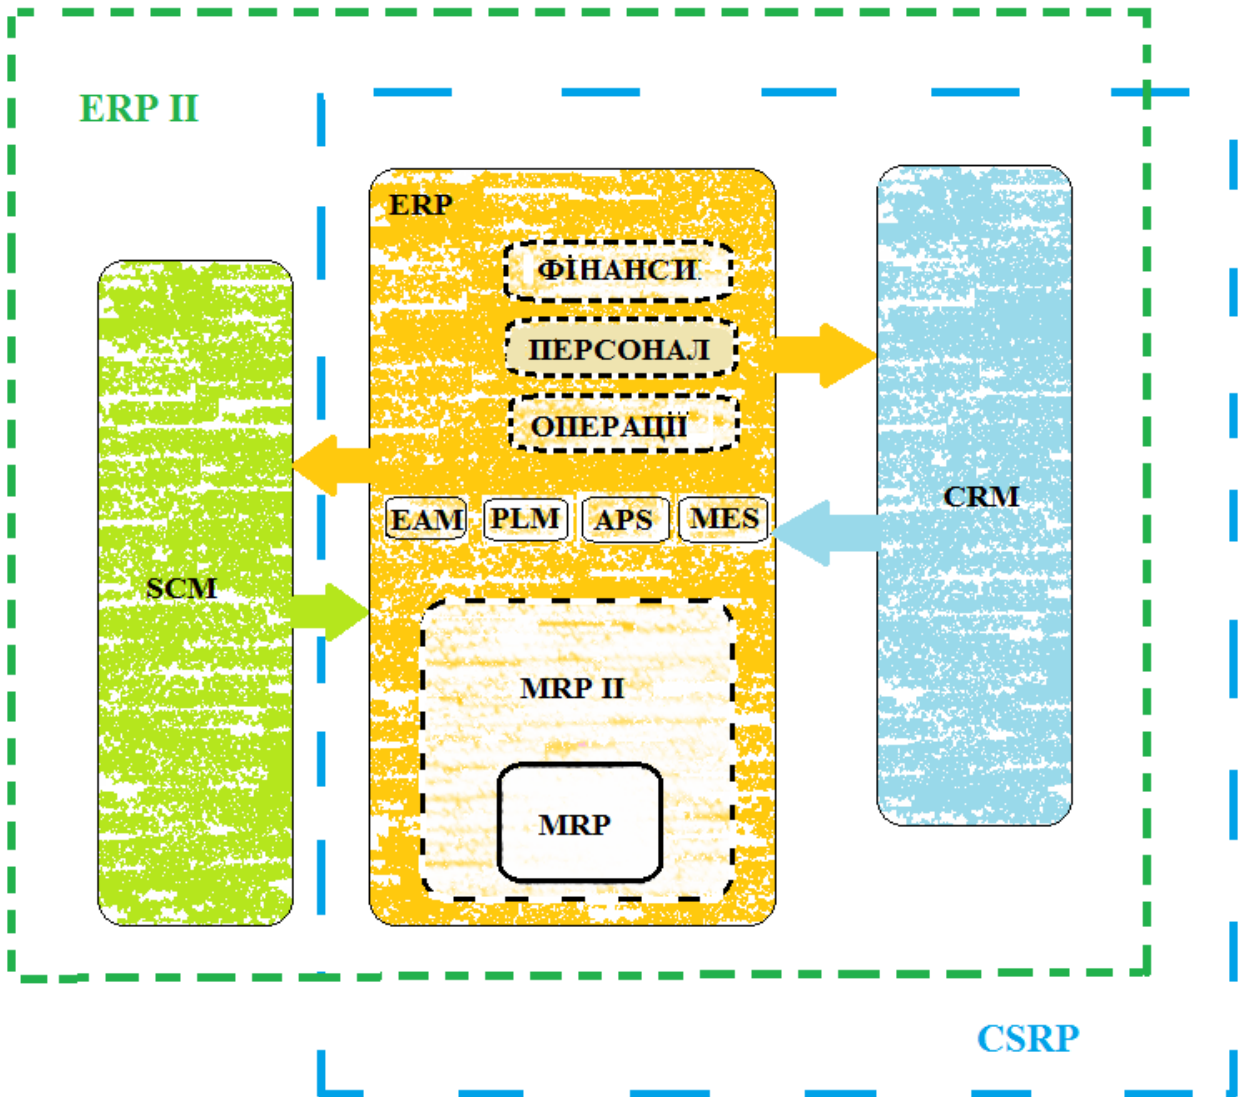 ERP II
ERP
ФІНАНСИ
ПЕРСОНАЛ
ОПЕРАЦІЇ
EAM PLM APS MES
CRM
SCM
MRP II
MRP
CSRP